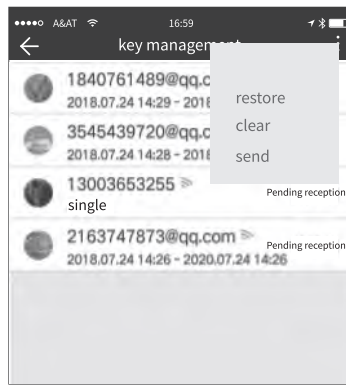 A&AT 16:59
key management
1840761489@qq.c
2018.07.24 14:29 - 2018
restore
3545439720@qq.c
2018.07.24 14:28 - 2018
clear
send
13003653255
single
Pending reception
2163747873@qq.com
Pending reception
2018.07.24 14:26 - 2020.07.24 14:26